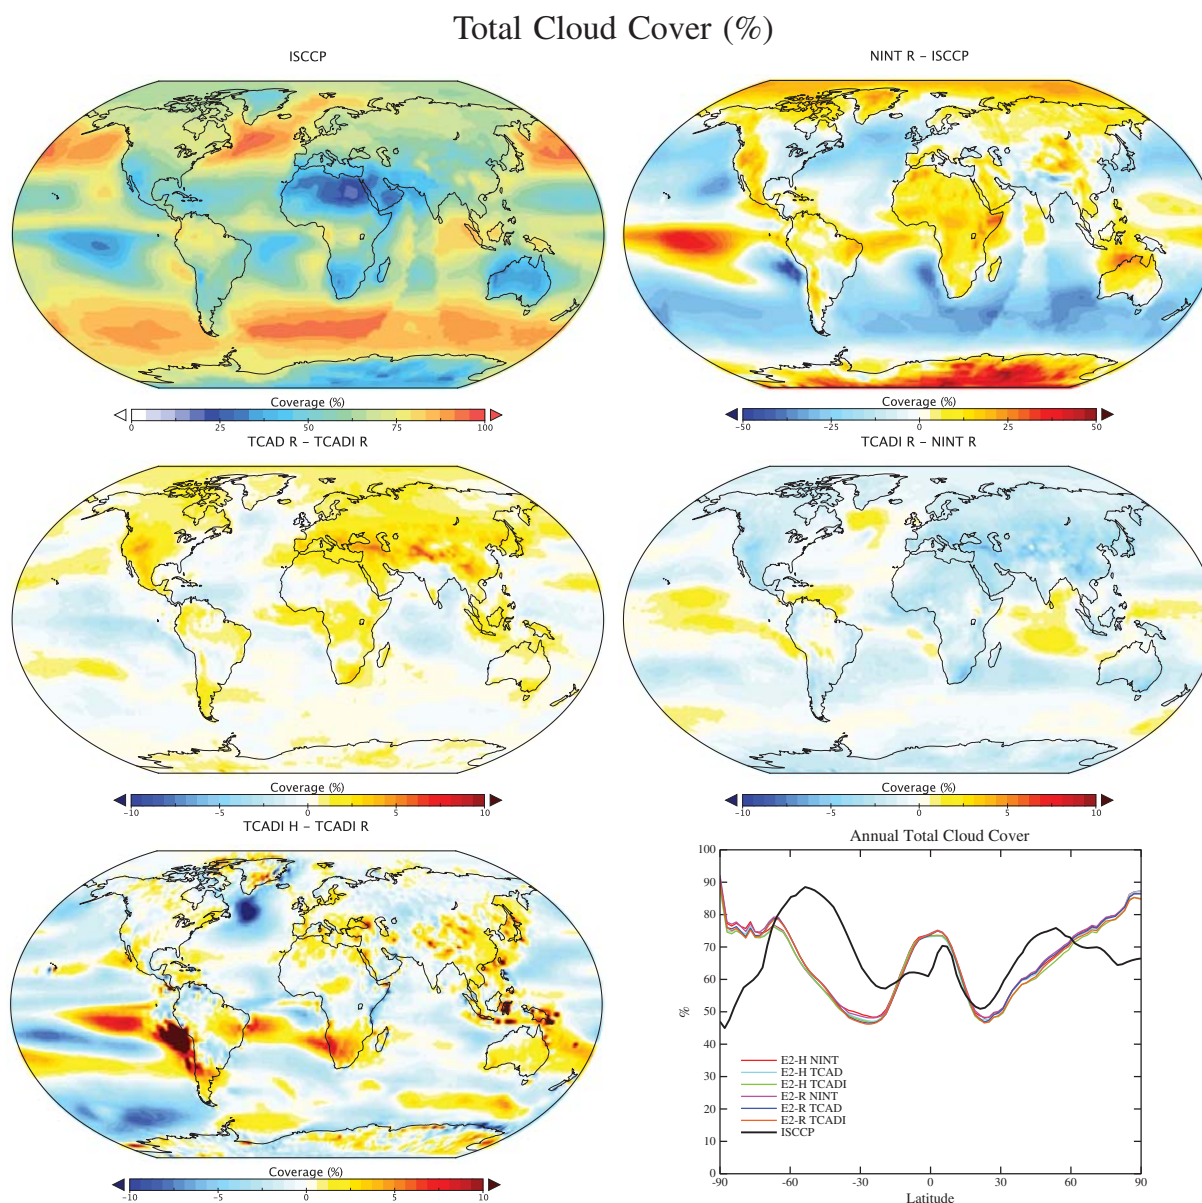 Total Cloud Cover (%)
ISCCP
NINT R – ISCCP
Coverage (%)
0 25 50 75 100
Coverage (%)
−50 −25 0 25 50
TCAD R – TCADI R
TCADI R – NINT R
Coverage (%)
−10 −5 0 5 10
Coverage (%)
−10 −5 0 5 10
TCADI H – TCADI R
Coverage (%)
−10 −5 0 5 10
Annual Total Cloud Cover
100
90
80
70
60
50
40
30
20
10
0
%
E2-H NINT
E2-H TCAD
E2-H TCADI
E2-R NINT
E2-R TCAD
E2-R TCADI
ISCCP
-90 -60 -30 0 30 60 90
Latitude